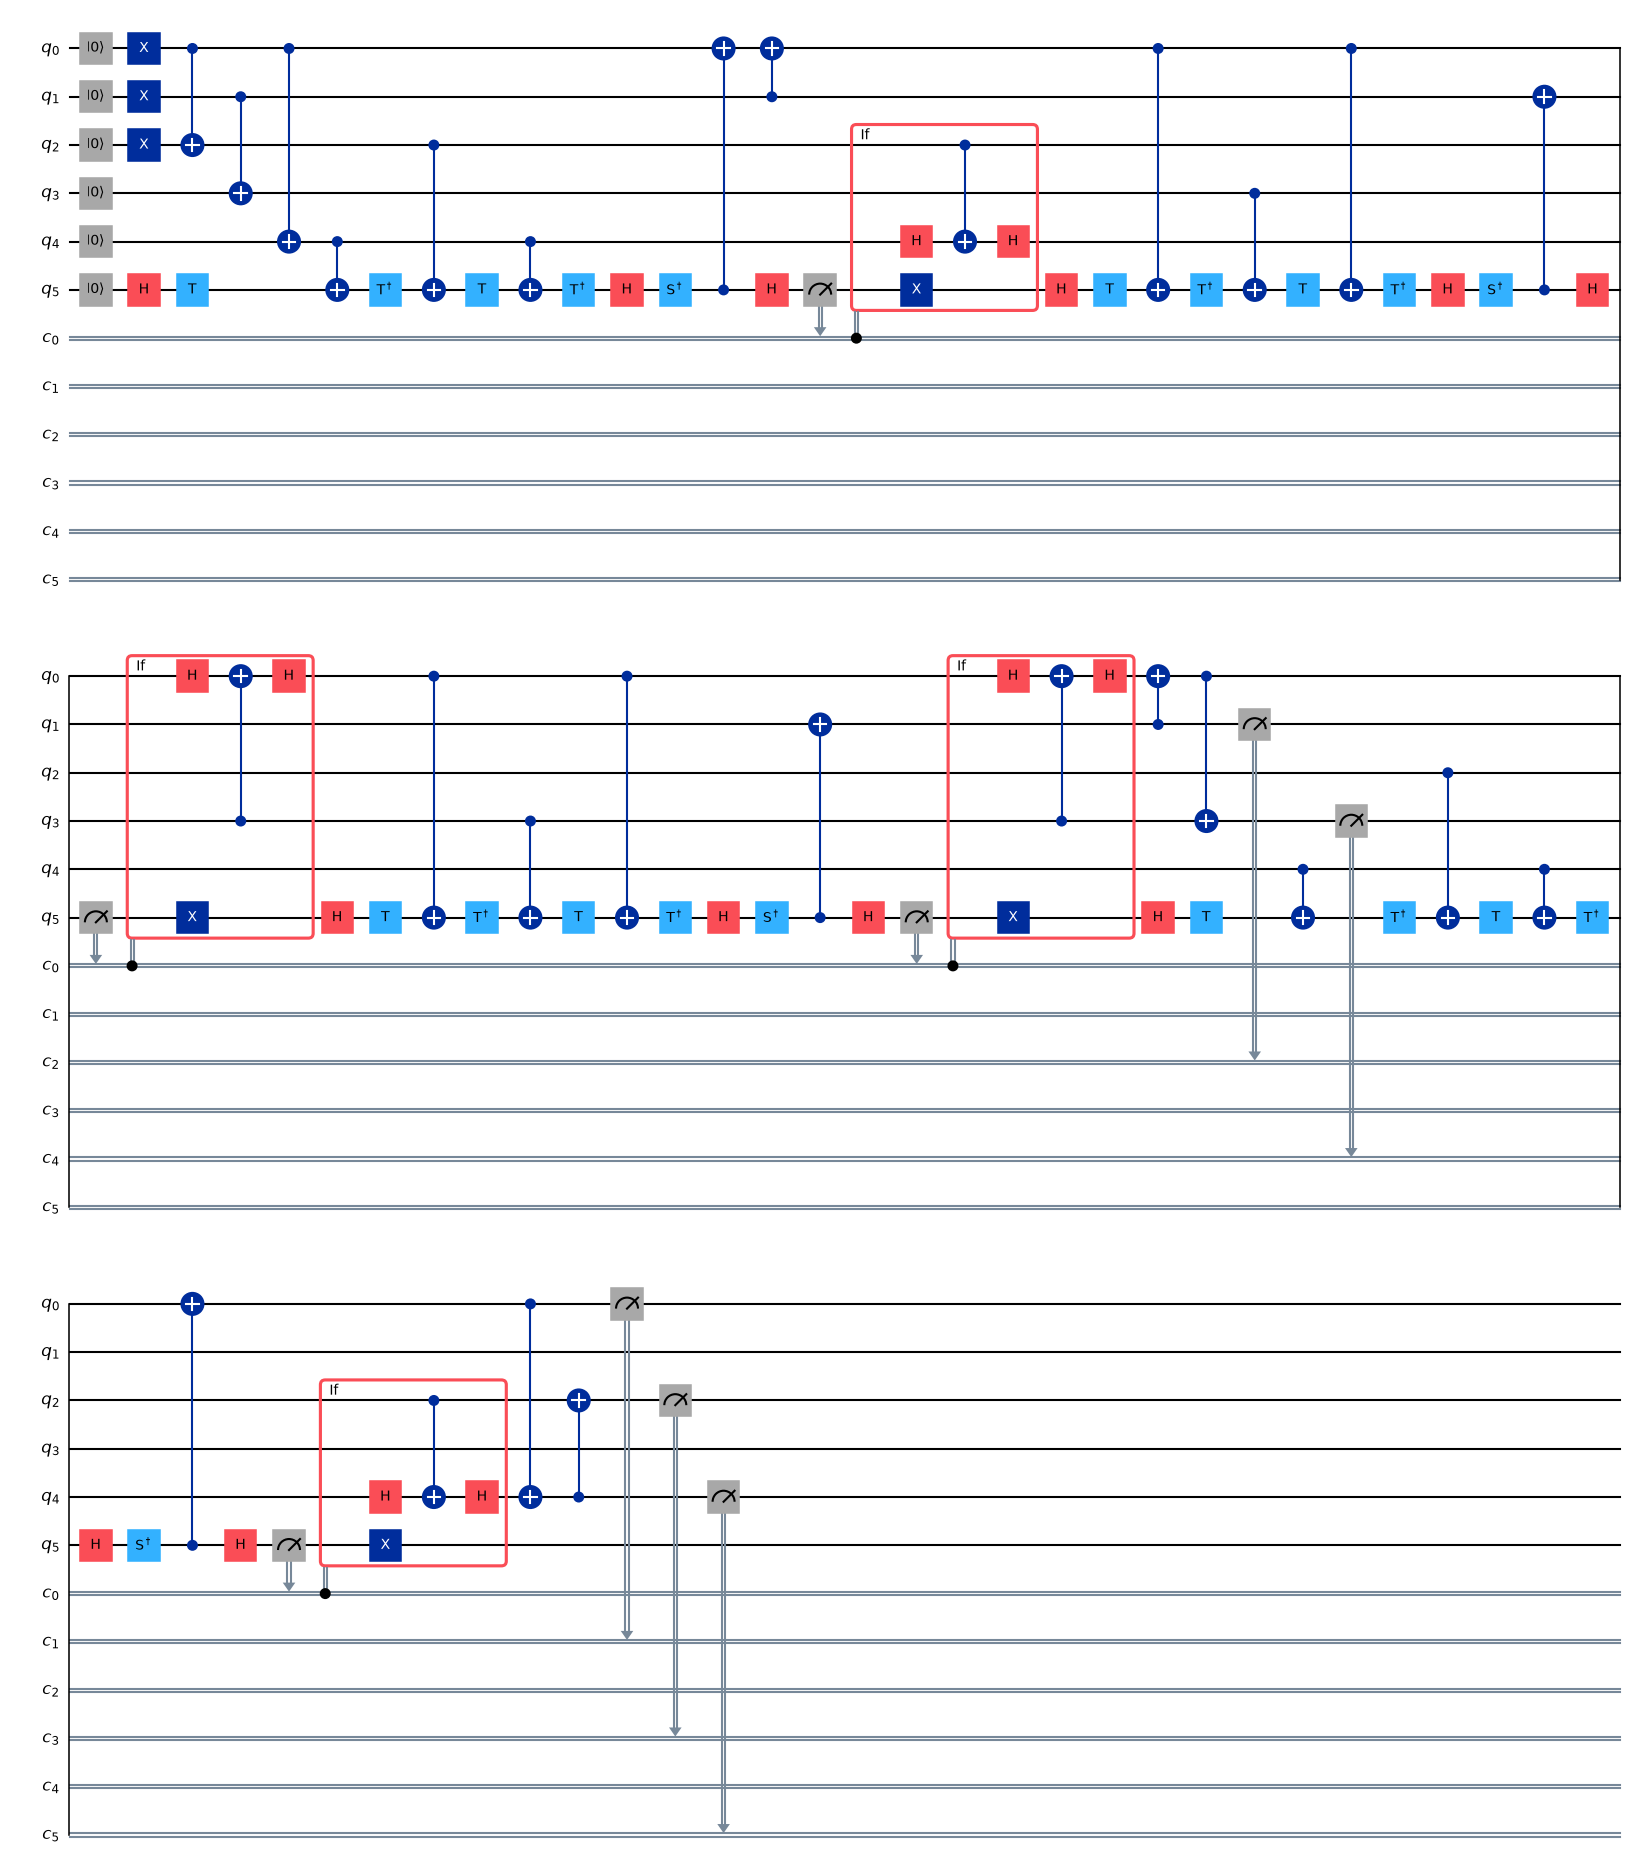 q0 |0⟩ X
q1 |0⟩ X
If
q2 |0⟩ X
q3 |0⟩
q4 |0⟩ H H
q5 |0⟩ H T T† T T† H S† H X H T T† T T† H S† H
c0
c1
c2
c3
c4
c5
If If
q0 H H H H
q1
q2
q3
q4
q5 X H T T† T T† H S† H X H T T† T T†
c0
c1
c2
c3
c4
c5
q0
q1
If
q2
q3
q4 H H
q5 H S† H X
c0
c1
c2
c3
c4
c5